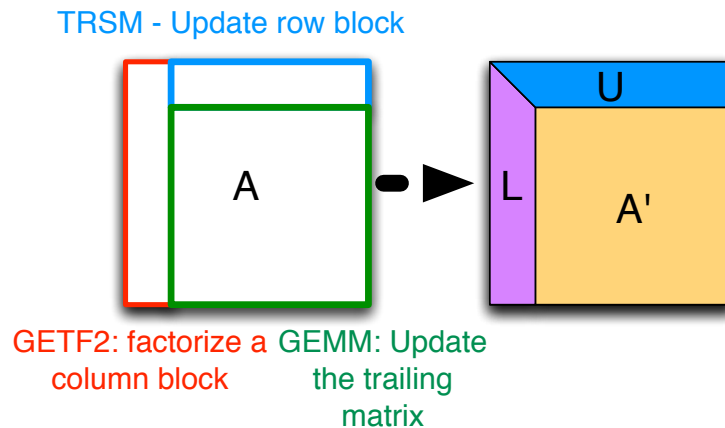 TRSM - Update row block
A
U
L
A'
GETF2: factorize a
column block
GEMM: Update
the trailing
matrix